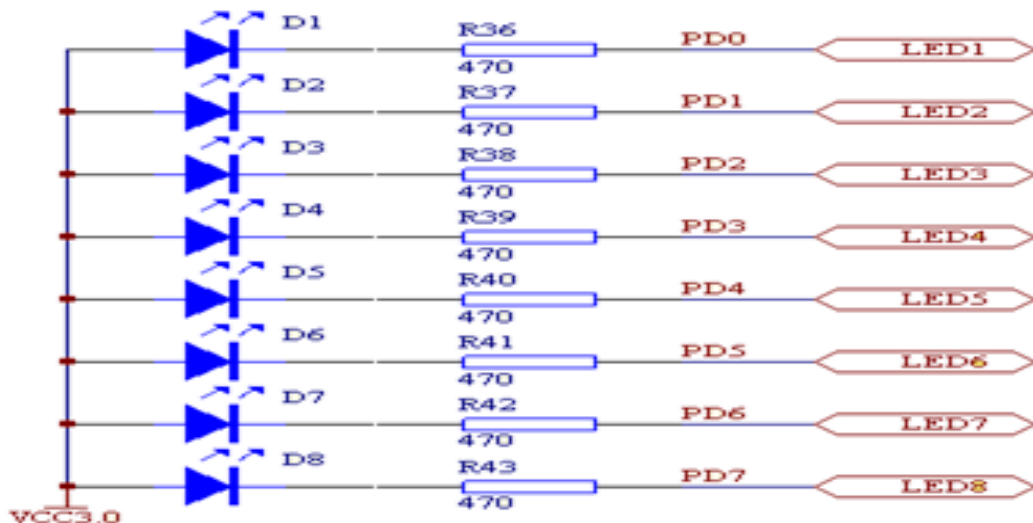 D1 R36 PD0 LED1
470
D2 R37 PD1 LED2
470
D3 R38 PD2 LED3
470
D4 R39 PD3 LED4
470
D5 R40 PD4 LED5
470
D6 R41 PD5 LED6
470
D7 R42 PD6 LED7
470
D8 R43 PD7 LED8
470
VCC3.0